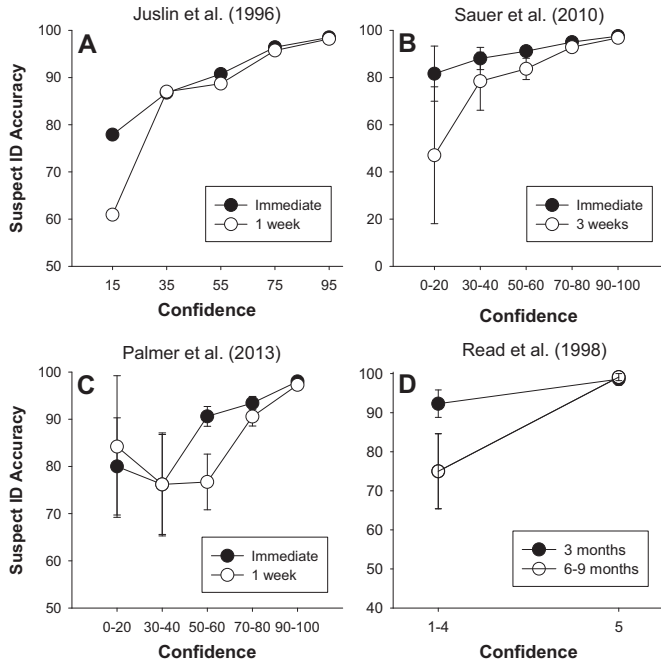 Juslin et al. (1996)
A
Suspect ID Accuracy
100
90
80
70
60
50
15 35 55 75 95
Confidence
Immediate
1 week
Sauer et al. (2010)
B
100
80
60
40
20
0
0-20 30-40 50-60 70-80 90-100
Confidence
Immediate
3 weeks
Palmer et al. (2013)
C
Suspect ID Accuracy
100
90
80
70
60
50
0-20 30-40 50-60 70-80 90-100
Confidence
Immediate
1 week
Read et al. (1998)
D
100
90
80
70
60
50
40
1-4 5
Confidence
3 months
6-9 months